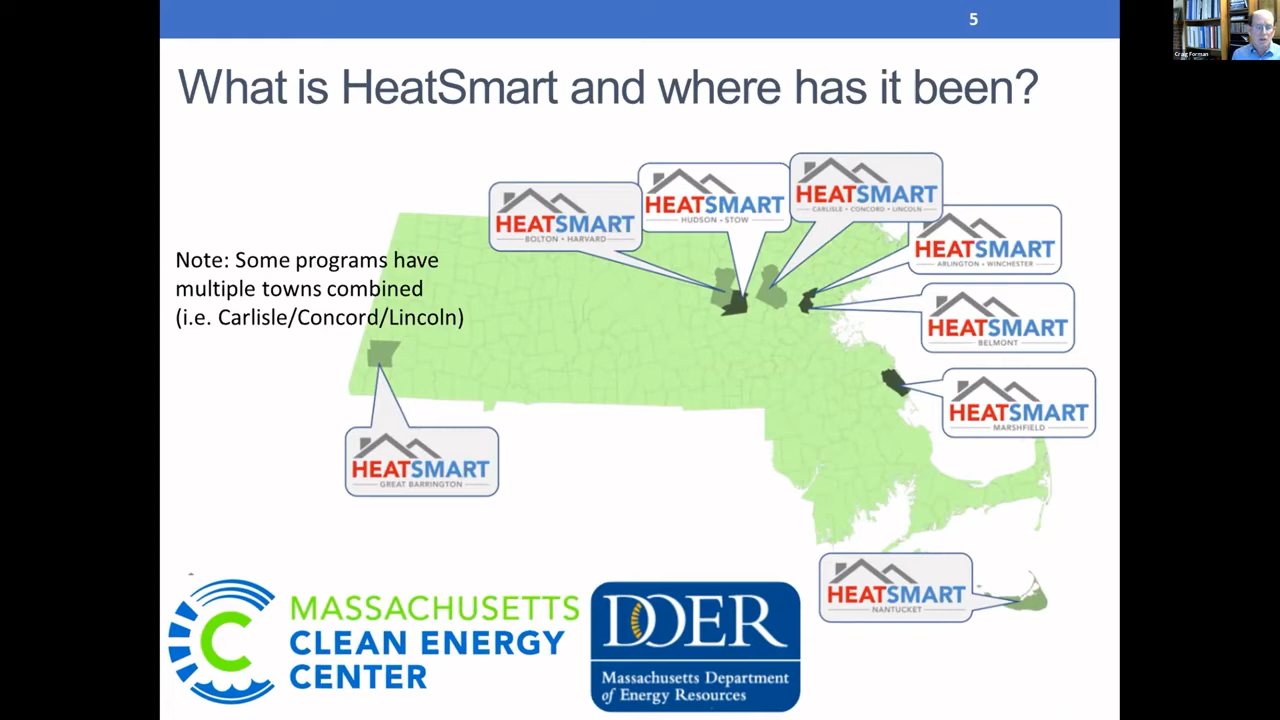 5
Craig Forman
What is HeatSmart and where has it been?
HEATSMART
BOLTON • HARVARD
HEATSMART
HUDSON • STOW
HEATSMART
CARLISLE • CONCORD • LINCOLN
HEATSMART
ARLINGTON • WINCHESTER
Note: Some programs have
multiple towns combined
(i.e. Carlisle/Concord/Lincoln)
HEATSMART
BELMONT
HEATSMART
MARSHFIELD
HEATSMART
GREAT BARRINGTON
HEATSMART
NANTUCKET
C
MASSACHUSETTS
CLEAN ENERGY
CENTER
DOER
Massachusetts Department
of Energy Resources